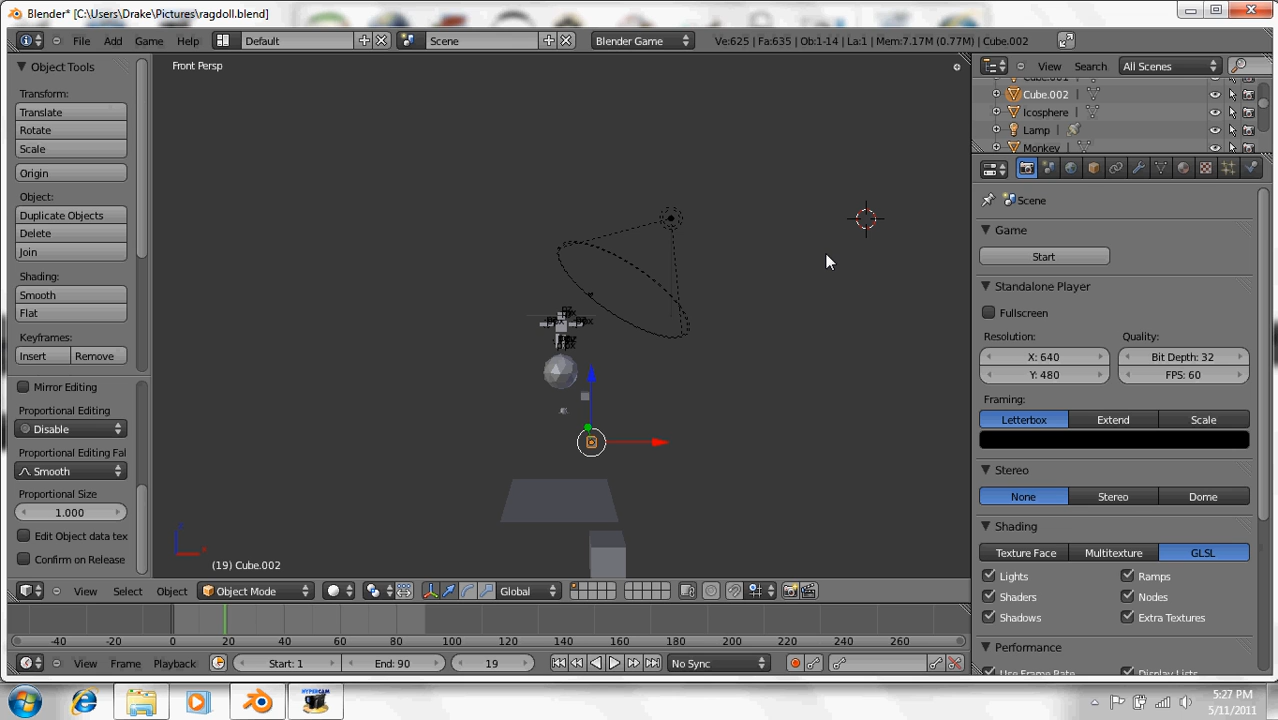 Blender* [C:\Users\Drake\Pictures\ragdoll.blend]
File Add Game Help Default Scene Blender Game Ve:625 | Fa:635 | Ob:1-14 | La:1 | Mem:7.17M (0.77M) | Cube.002
Object Tools
Transform:
Translate
Rotate
Scale
Origin
Object:
Duplicate Objects
Delete
Join
Shading:
Smooth
Flat
Keyframes:
Insert Remove
Mirror Editing
Proportional Editing
Disable
Proportional Editing Fal
Smooth
Proportional Size
1.000
Edit Object data tex
Confirm on Release
Front Persp
(19) Cube.002
View Search All Scenes
Cube.001
Cube.002
Icosphere
Lamp
Monkey
Scene
Game
Start
Standalone Player
Fullscreen
Resolution: Quality:
X: 640 Bit Depth: 32
Y: 480 FPS: 60
Framing:
Letterbox Extend Scale
Stereo
None Stereo Dome
Shading
Texture Face Multitexture GLSL
Lights Ramps
Shaders Nodes
Shadows Extra Textures
Performance
Use Frame Rate Display Lists
View Select Object Object Mode Global
-40 -20 0 20 40 60 80 100 120 140 160 180 200 220 240 260
View Frame Playback Start: 1 End: 90 19 No Sync
HYPERCAM
5:27 PM
5/11/2011